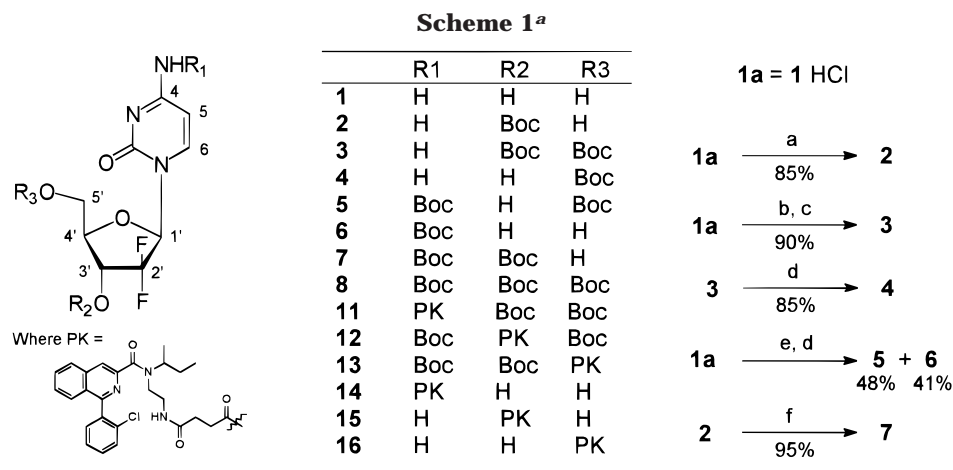 Scheme 1a
R1 R2 R3
1 H H H
2 H Boc H
3 H Boc Boc
4 H H Boc
5 Boc H Boc
6 Boc H H
7 Boc Boc H
8 Boc Boc Boc
11 PK Boc Boc
12 Boc PK Boc
13 Boc Boc PK
14 PK H H
15 H PK H
16 H H PK
NHR1
4
5
N
6
O
N
R3O
5'
O
4'
F
1'
3'
2'
R2O
F
Where PK =
O
N
N
Cl
NH
O
O
1a = 1 HCl
1a a 2
85%
1a b, c 3
90%
3 d 4
85%
1a e, d 5 + 6
48% 41%
2 f 7
95%